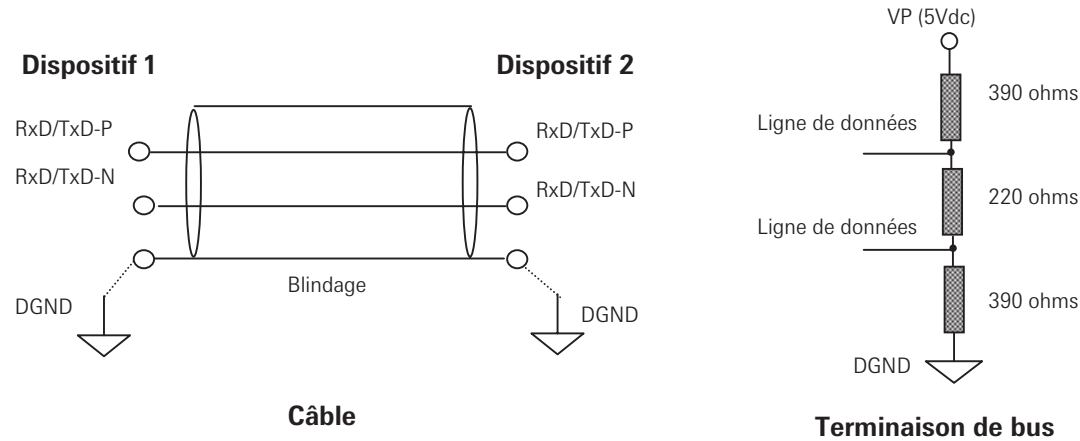 Dispositif 1
Dispositif 2
RxD/TxD-P
RxD/TxD-P
RxD/TxD-N
RxD/TxD-N
Blindage
DGND
DGND
Câble
VP (5Vdc)
390 ohms
Ligne de données
220 ohms
Ligne de données
390 ohms
DGND
Terminaison de bus